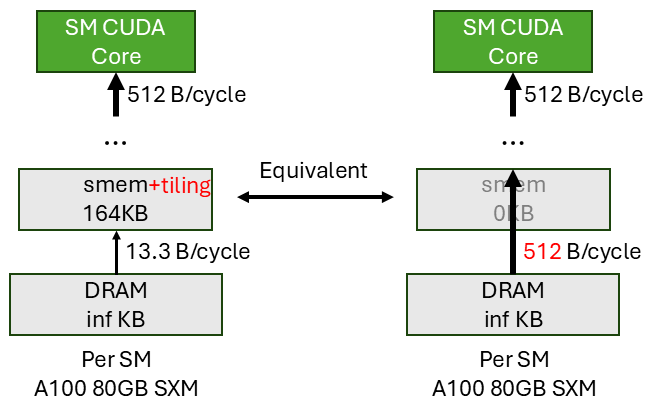 SM CUDA
Core
512 B/cycle
...
smem+tiling
164KB
13.3 B/cycle
DRAM
inf KB
Per SM
A100 80GB SXM
Equivalent
SM CUDA
Core
512 B/cycle
...
smem
0KB
512 B/cycle
DRAM
inf KB
Per SM
A100 80GB SXM